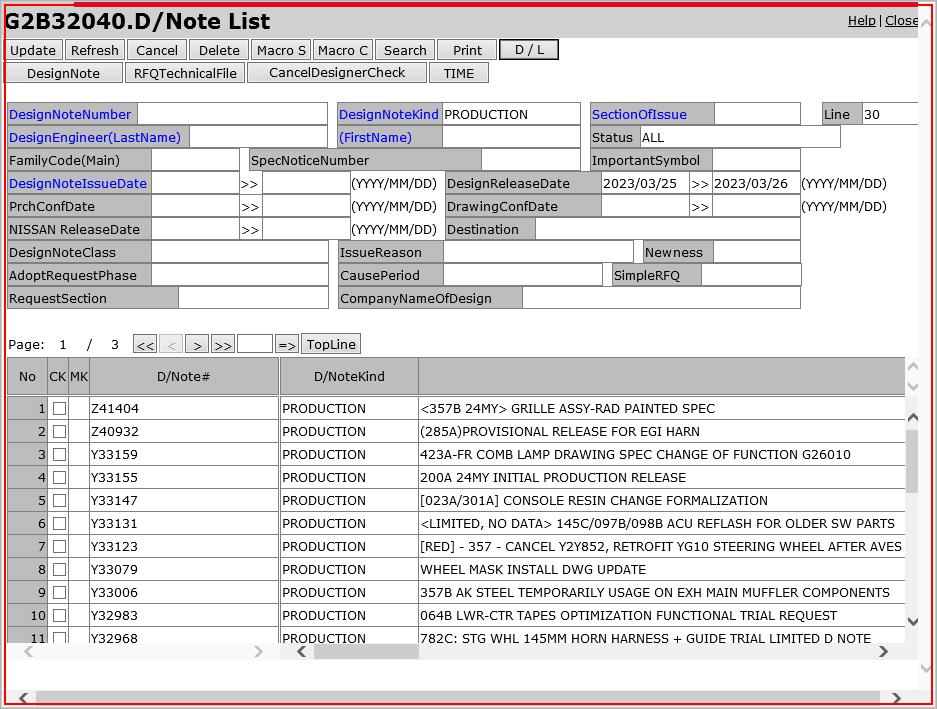 G2B32040.D/Note List
Help | Close
Update Refresh Cancel Delete Macro S Macro C Search Print D / L
DesignNote RFQTechnicalFile CancelDesignerCheck TIME
DesignNoteNumber DesignNoteKind PRODUCTION SectionOfIssue Line 30
DesignEngineer(LastName) (FirstName) Status ALL
FamilyCode(Main) SpecNoticeNumber ImportantSymbol
DesignNoteIssueDate >> (YYYY/MM/DD) DesignReleaseDate 2023/03/25 >> 2023/03/26 (YYYY/MM/DD)
PrchConfDate >> (YYYY/MM/DD) DrawingConfDate >> (YYYY/MM/DD)
NISSAN ReleaseDate >> (YYYY/MM/DD) Destination
DesignNoteClass IssueReason Newness
AdoptRequestPhase CausePeriod SimpleRFQ
RequestSection CompanyNameOfDesign
Page: 1 / 3 << < > >> => TopLine
No CK MK D/Note# D/NoteKind
1 Z41404 PRODUCTION <357B 24MY> GRILLE ASSY-RAD PAINTED SPEC
2 Z40932 PRODUCTION (285A)PROVISIONAL RELEASE FOR EGI HARN
3 Y33159 PRODUCTION 423A-FR COMB LAMP DRAWING SPEC CHANGE OF FUNCTION G26010
4 Y33155 PRODUCTION 200A 24MY INITIAL PRODUCTION RELEASE
5 Y33147 PRODUCTION [023A/301A] CONSOLE RESIN CHANGE FORMALIZATION
6 Y33131 PRODUCTION <LIMITED, NO DATA> 145C/097B/098B ACU REFLASH FOR OLDER SW PARTS
7 Y33123 PRODUCTION [RED] - 357 - CANCEL Y2Y852, RETROFIT YG10 STEERING WHEEL AFTER AVES
8 Y33079 PRODUCTION WHEEL MASK INSTALL DWG UPDATE
9 Y33006 PRODUCTION 357B AK STEEL TEMPORARILY USAGE ON EXH MAIN MUFFLER COMPONENTS
10 Y32983 PRODUCTION 064B LWR-CTR TAPES OPTIMIZATION FUNCTIONAL TRIAL REQUEST
11 Y32968 PRODUCTION 782C: STG WHL 145MM HORN HARNESS + GUIDE TRIAL LIMITED D NOTE